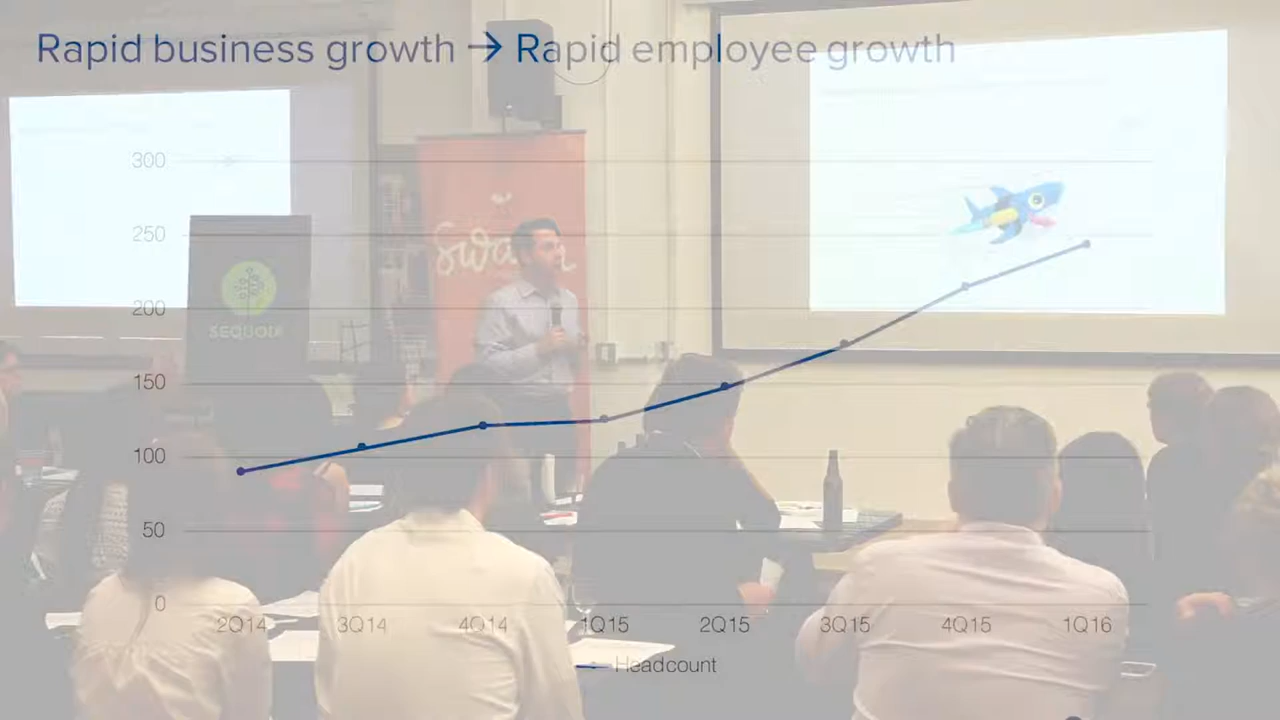 Rapid business growth → Rapid employee growth
300
250
200
150
100
50
0
2Q14 3Q14 4Q14 1Q15 2Q15 3Q15 4Q15 1Q16
Headcount
SEQUOIA